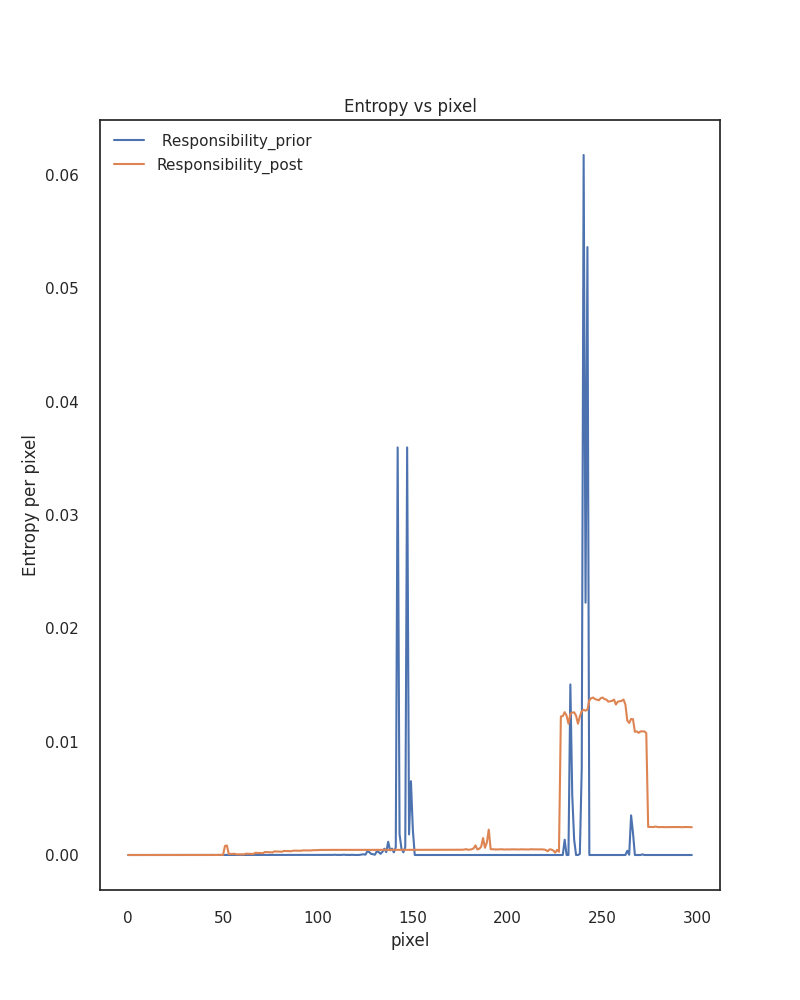 Entropy vs pixel
Responsibility_prior
Responsibility_post
0.06
0.05
0.04
0.03
0.02
0.01
0.00
Entropy per pixel
0 50 100 150 200 250 300
pixel